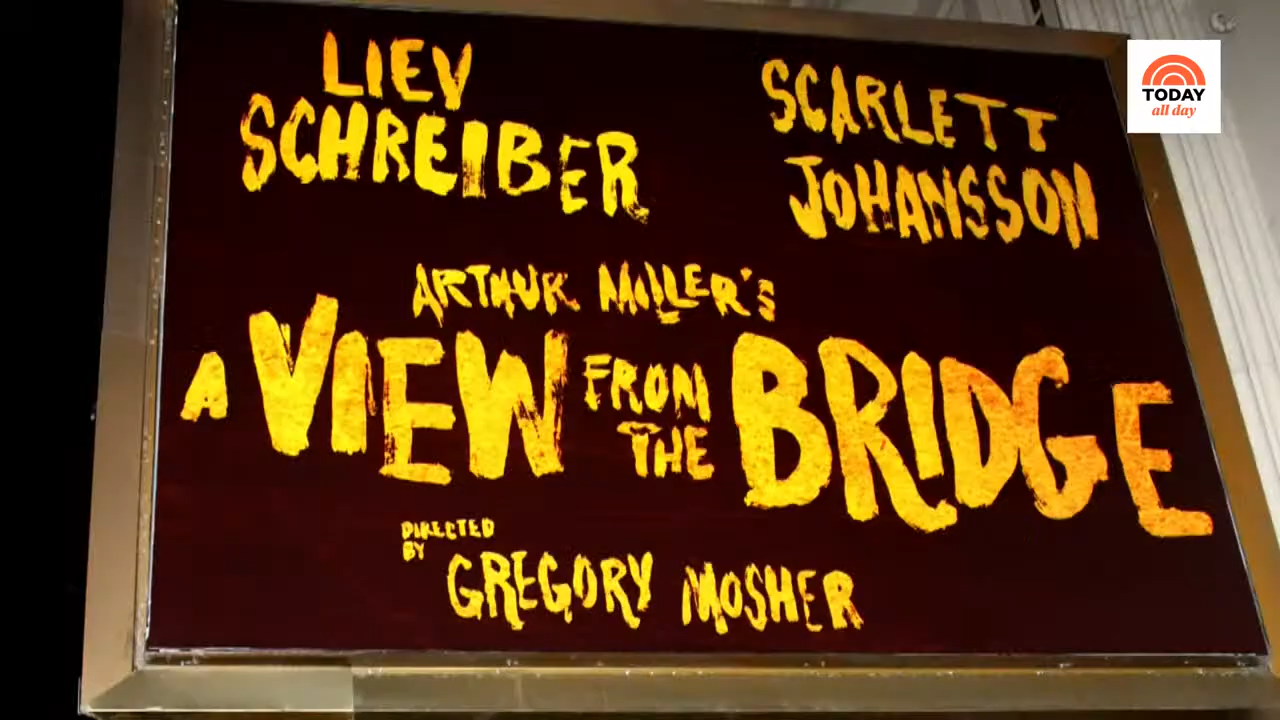 LIEV
SCHREIBER
SCARLETT
JOHANSSON
ARTHUR MILLER'S
A VIEW FROM THE BRIDGE
DIRECTED
BY
GREGORY MOSHER
TODAY
all day